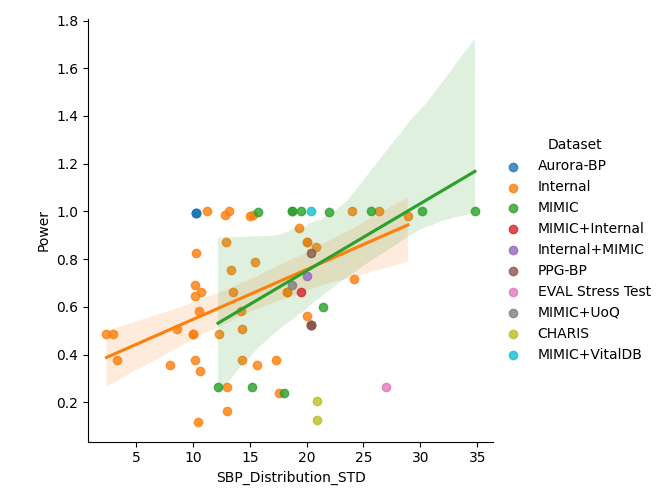 1.8
1.6
1.4
1.2
1.0
0.8
0.6
0.4
0.2
Power
5 10 15 20 25 30 35
SBP_Distribution_STD
Dataset
Aurora-BP
Internal
MIMIC
MIMIC+Internal
Internal+MIMIC
PPG-BP
EVAL Stress Test
MIMIC+UoQ
CHARIS
MIMIC+VitalDB